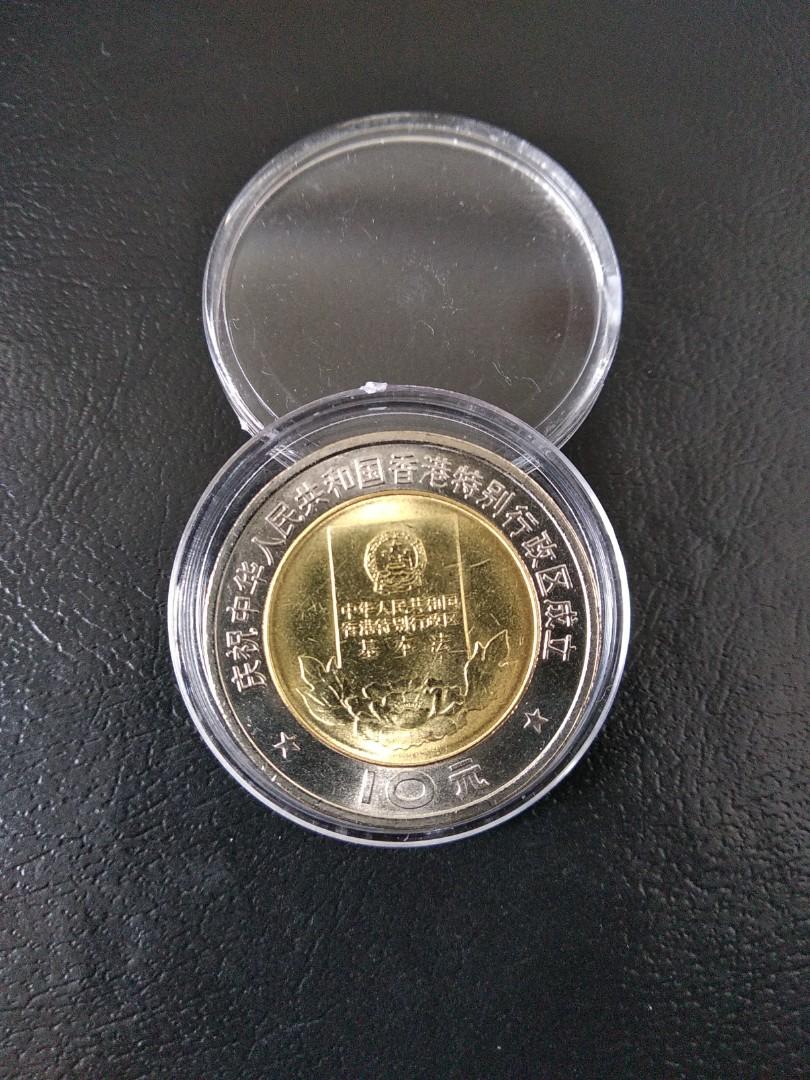 庆祝中华人民共和国香港特别行政区成立
中华人民共和国
香港特别行政区
基本法
10元